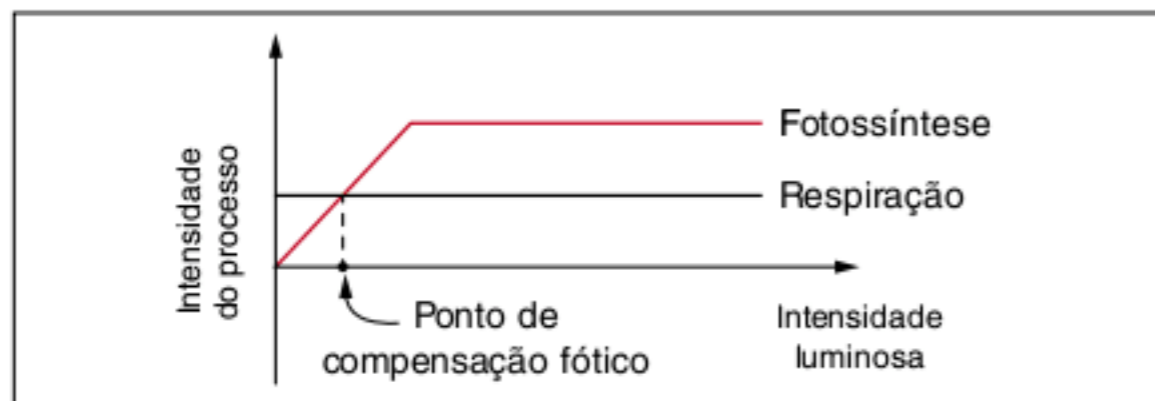 Intensidade
do processo
Fotossíntese
Respiração
Ponto de
compensação fótico
Intensidade
luminosa